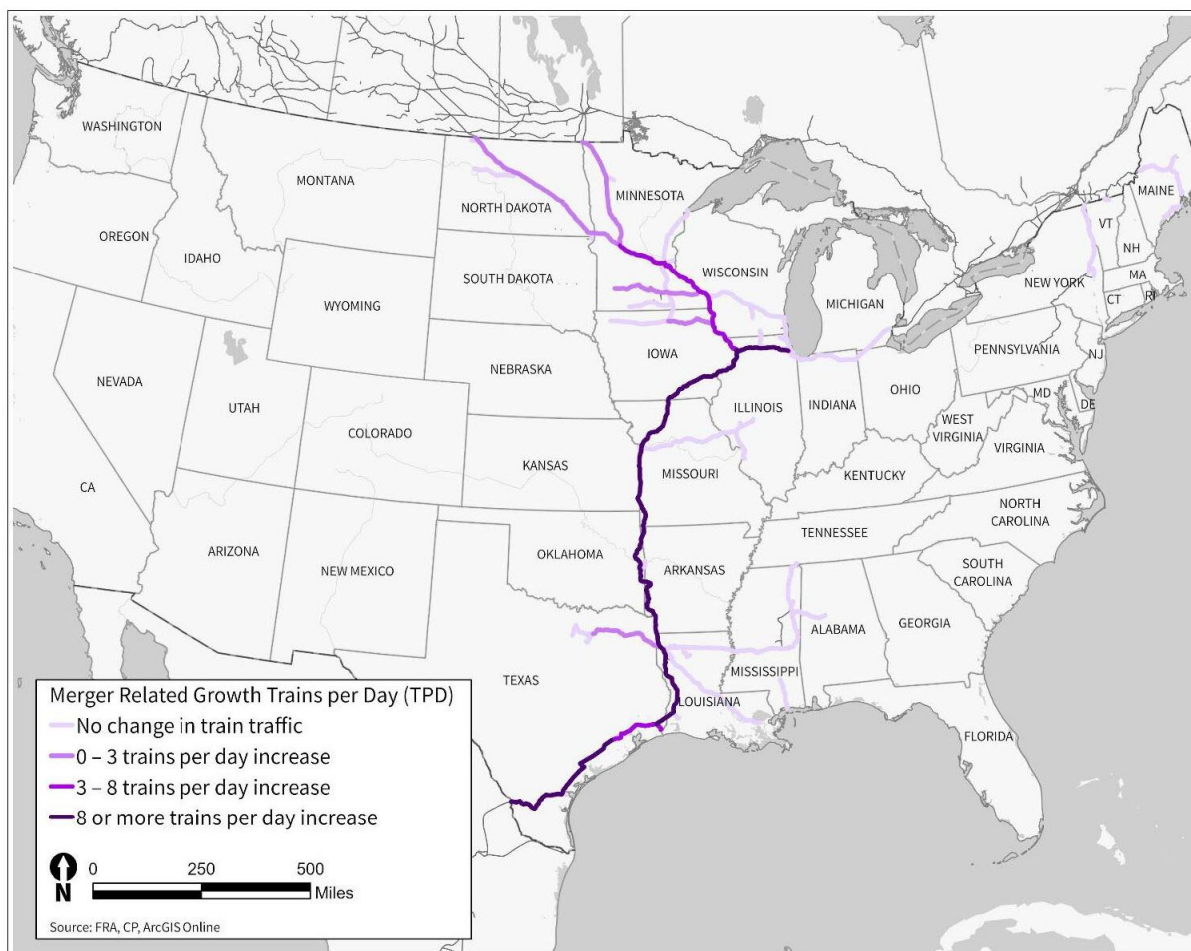 WASHINGTON
MONTANA
NORTH DAKOTA
MINNESOTA
MAINE
OREGON
IDAHO
SOUTH DAKOTA
WISCONSIN
MICHIGAN
VT
NH
NEW YORK
MA
CT
RI
WYOMING
IOWA
PENNSYLVANIA
NJ
NEVADA
UTAH
NEBRASKA
ILLINOIS
INDIANA
OHIO
MD
DE
COLORADO
WEST
VIRGINIA
VIRGINIA
CA
KANSAS
MISSOURI
KENTUCKY
NORTH
CAROLINA
ARIZONA
NEW MEXICO
OKLAHOMA
ARKANSAS
TENNESSEE
SOUTH
CAROLINA
ALABAMA
GEORGIA
TEXAS
MISSISSIPPI
LOUISIANA
FLORIDA
Merger Related Growth Trains per Day (TPD)
No change in train traffic
0 – 3 trains per day increase
3 – 8 trains per day increase
8 or more trains per day increase
N
0 250 500
Miles
Source: FRA, CP, ArcGIS Online